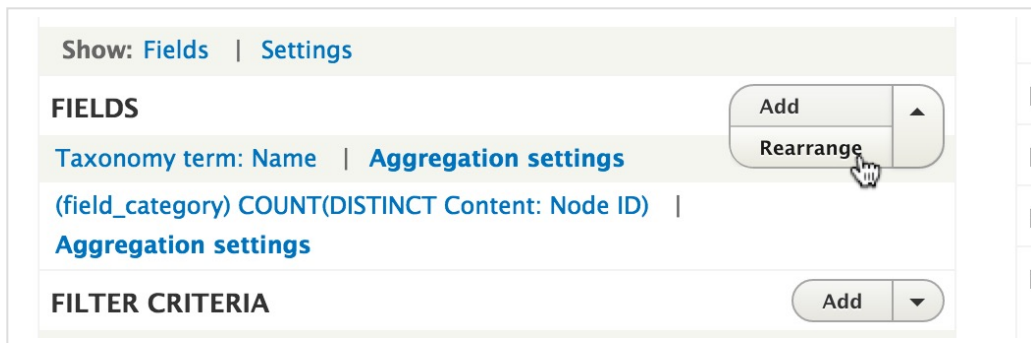 Show: Fields | Settings
FIELDS
Add
Taxonomy term: Name | Aggregation settings
Rearrange
(field_category) COUNT(DISTINCT Content: Node ID) |
Aggregation settings
FILTER CRITERIA
Add